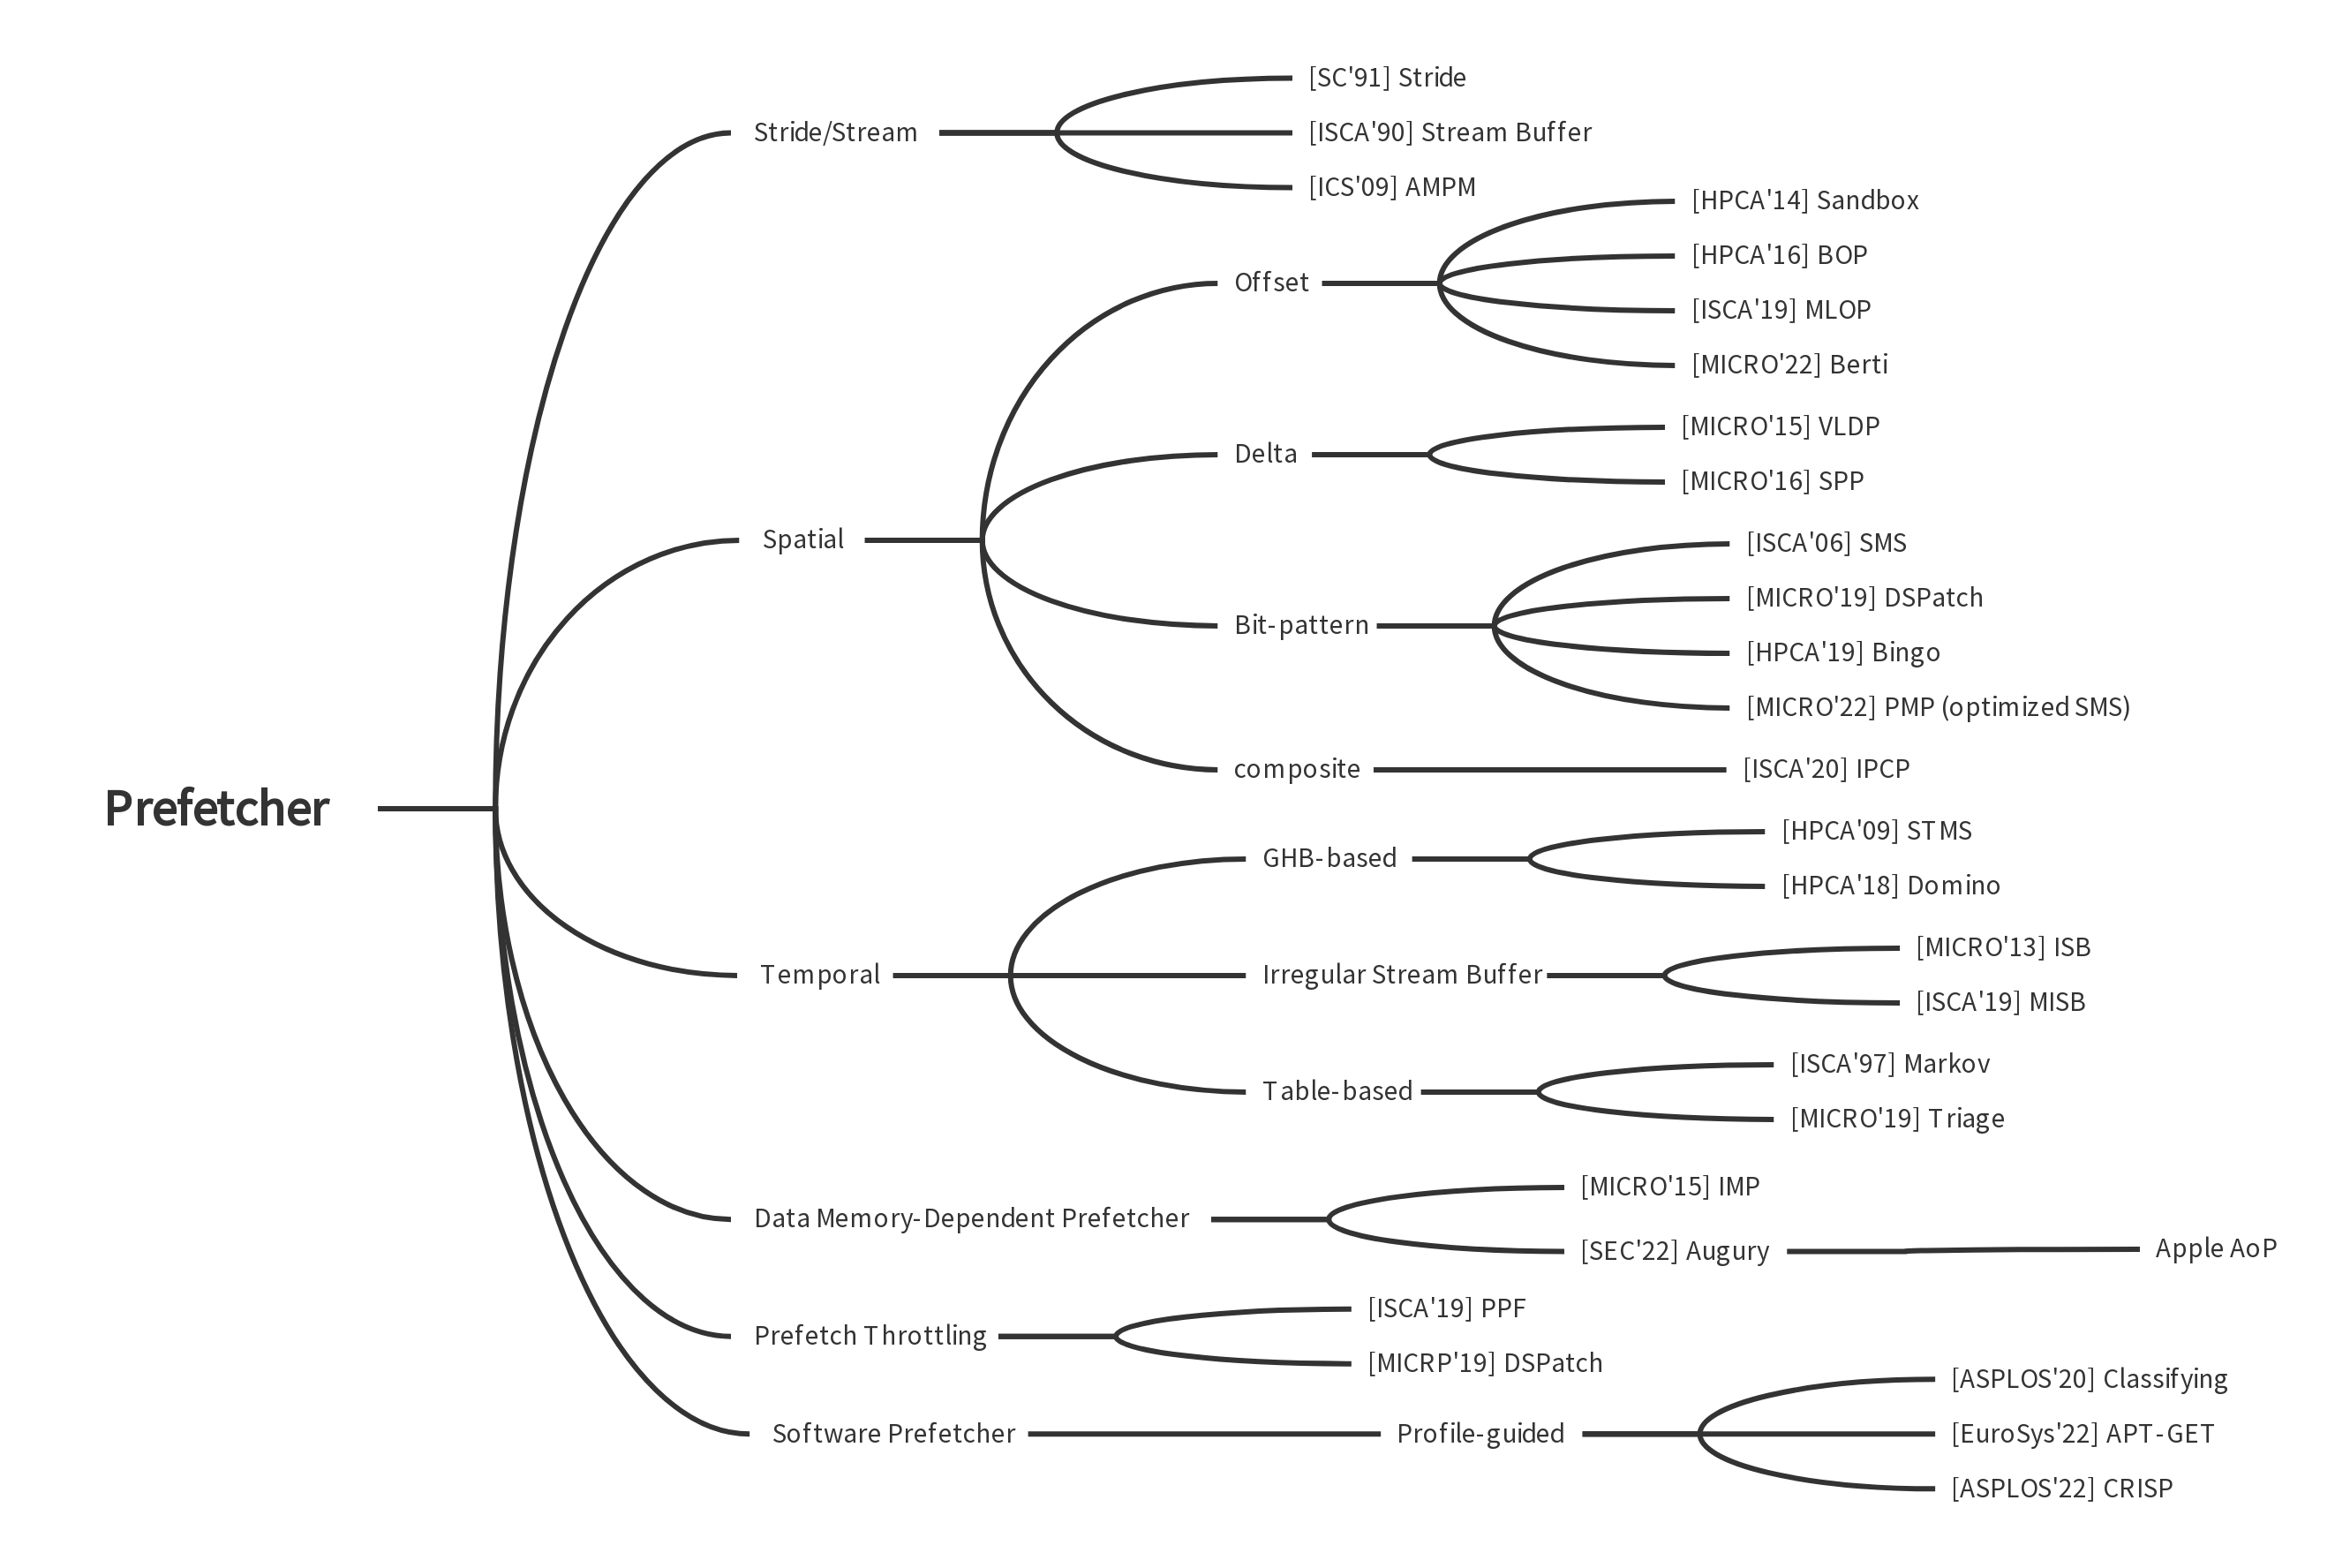 Prefetcher
Stride/Stream
[SC'91] Stride
[ISCA'90] Stream Buffer
[ICS'09] AMPM
Spatial
Offset
[HPCA'14] Sandbox
[HPCA'16] BOP
[ISCA'19] MLOP
[MICRO'22] Berti
Delta
[MICRO'15] VLDP
[MICRO'16] SPP
Bit-pattern
[ISCA'06] SMS
[MICRO'19] DSPatch
[HPCA'19] Bingo
[MICRO'22] PMP (optimized SMS)
composite
[ISCA'20] IPCP
Temporal
GHB-based
[HPCA'09] STMS
[HPCA'18] Domino
Irregular Stream Buffer
[MICRO'13] ISB
[ISCA'19] MISB
Table-based
[ISCA'97] Markov
[MICRO'19] Triage
Data Memory-Dependent Prefetcher
[MICRO'15] IMP
[SEC'22] Augury
Apple AoP
Prefetch Throttling
[ISCA'19] PPF
[MICRP'19] DSPatch
Software Prefetcher
Profile-guided
[ASPLOS'20] Classifying
[EuroSys'22] APT-GET
[ASPLOS'22] CRISP